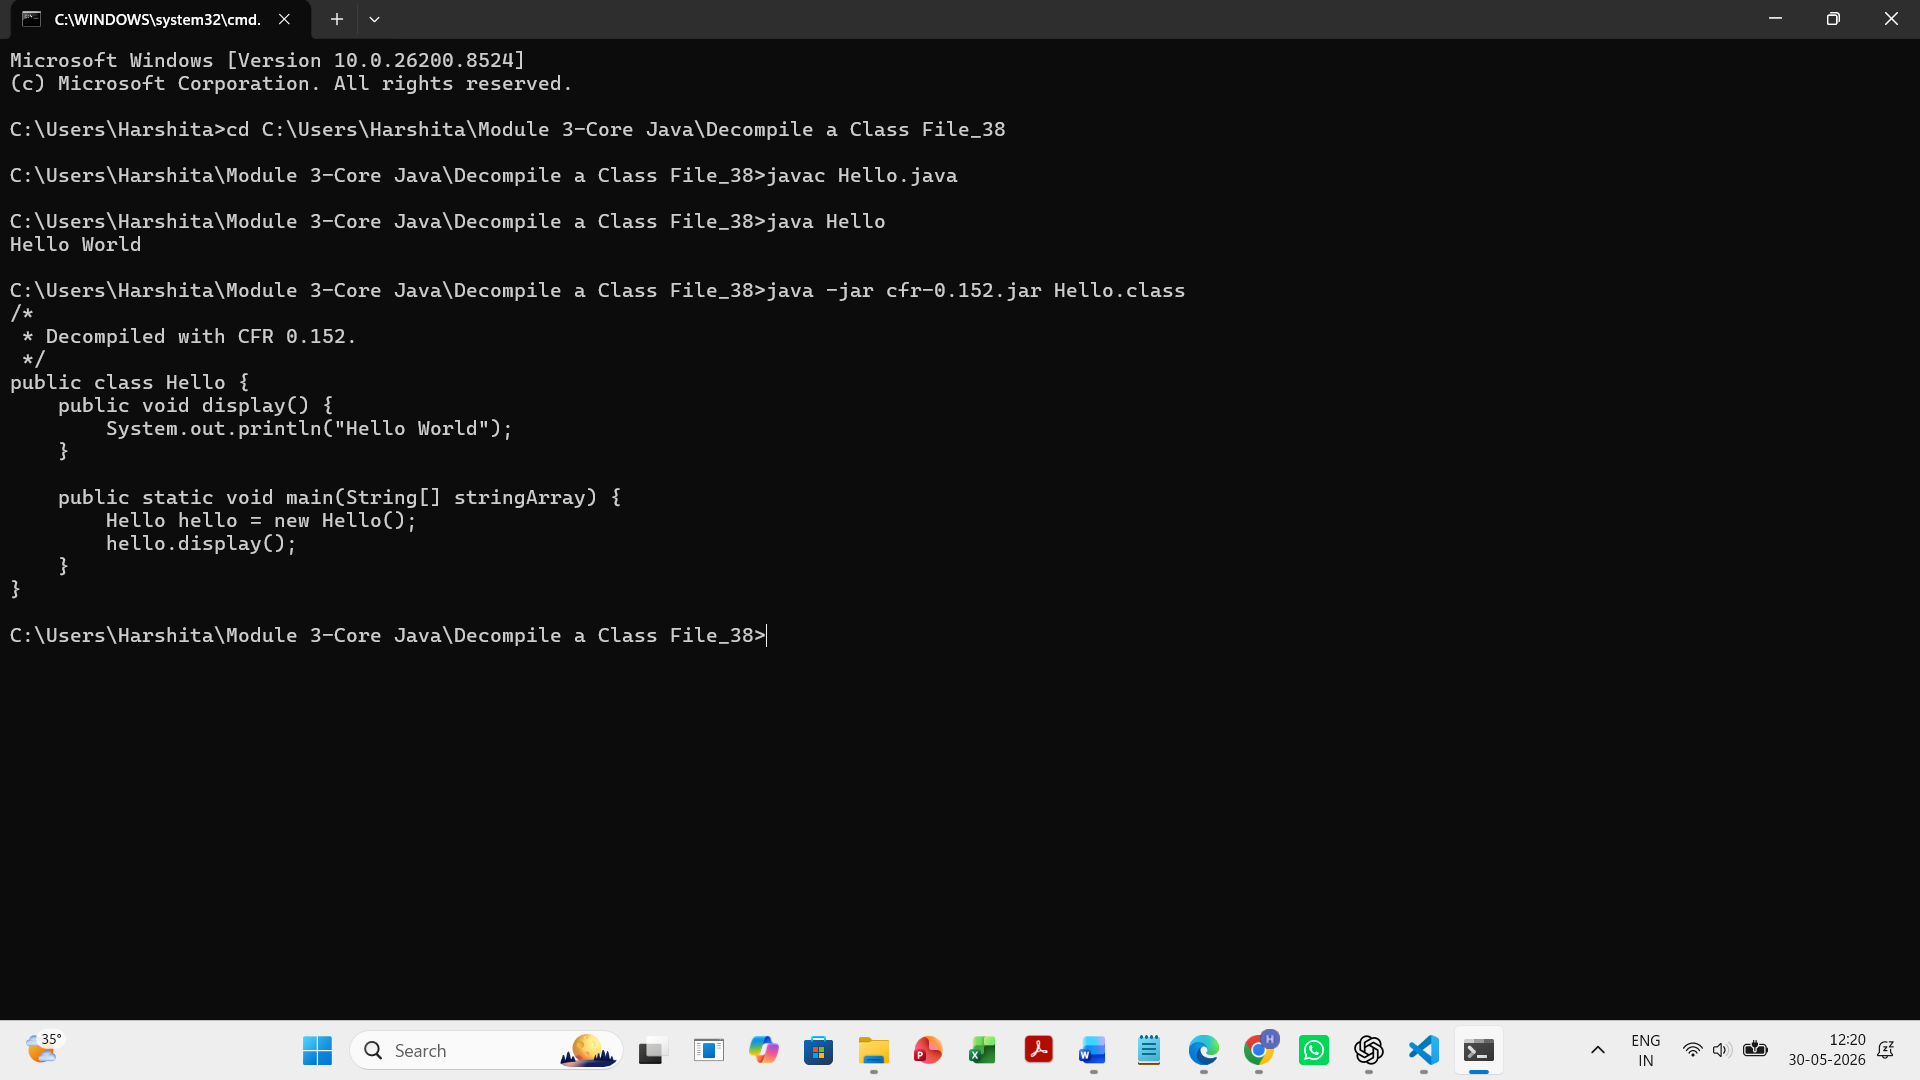 C:\WINDOWS\system32\cmd.
Microsoft Windows [Version 10.0.26200.8524]
(c) Microsoft Corporation. All rights reserved.
C:\Users\Harshita>cd C:\Users\Harshita\Module 3-Core Java\Decompile a Class File_38
C:\Users\Harshita\Module 3-Core Java\Decompile a Class File_38>javac Hello.java
C:\Users\Harshita\Module 3-Core Java\Decompile a Class File_38>java Hello
Hello World
C:\Users\Harshita\Module 3-Core Java\Decompile a Class File_38>java -jar cfr-0.152.jar Hello.class
/*
 * Decompiled with CFR 0.152.
 */
public class Hello {
    public void display() {
        System.out.println("Hello World");
    }
    public static void main(String[] stringArray) {
        Hello hello = new Hello();
        hello.display();
    }
}
C:\Users\Harshita\Module 3-Core Java\Decompile a Class File_38>
35°
Search
H
ENG
IN
12:20
30-05-2026